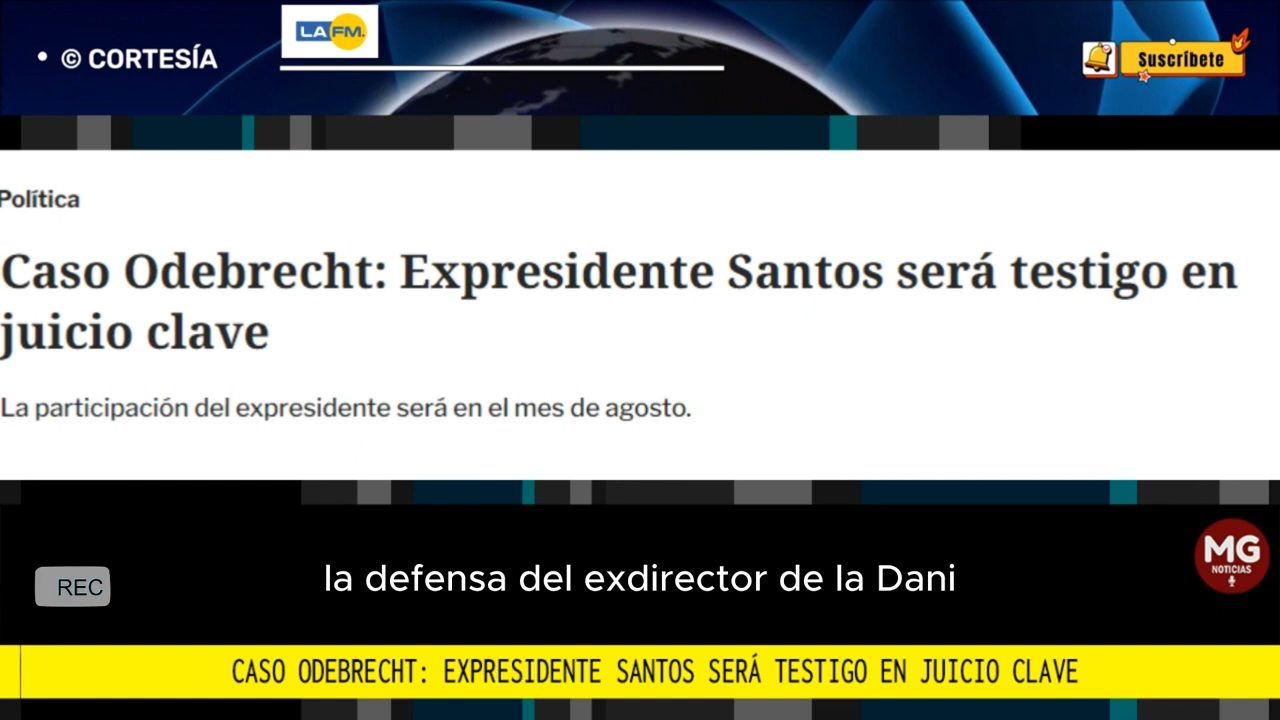 • © CORTESÍA
LA FM.
Suscríbete
Política
Caso Odebrecht: Expresidente Santos será testigo en
juicio clave
La participación del expresidente será en el mes de agosto.
MG
NOTICIAS
REC
la defensa del exdirector de la Dani
CASO ODEBRECHT: EXPRESIDENTE SANTOS SERÁ TESTIGO EN JUICIO CLAVE